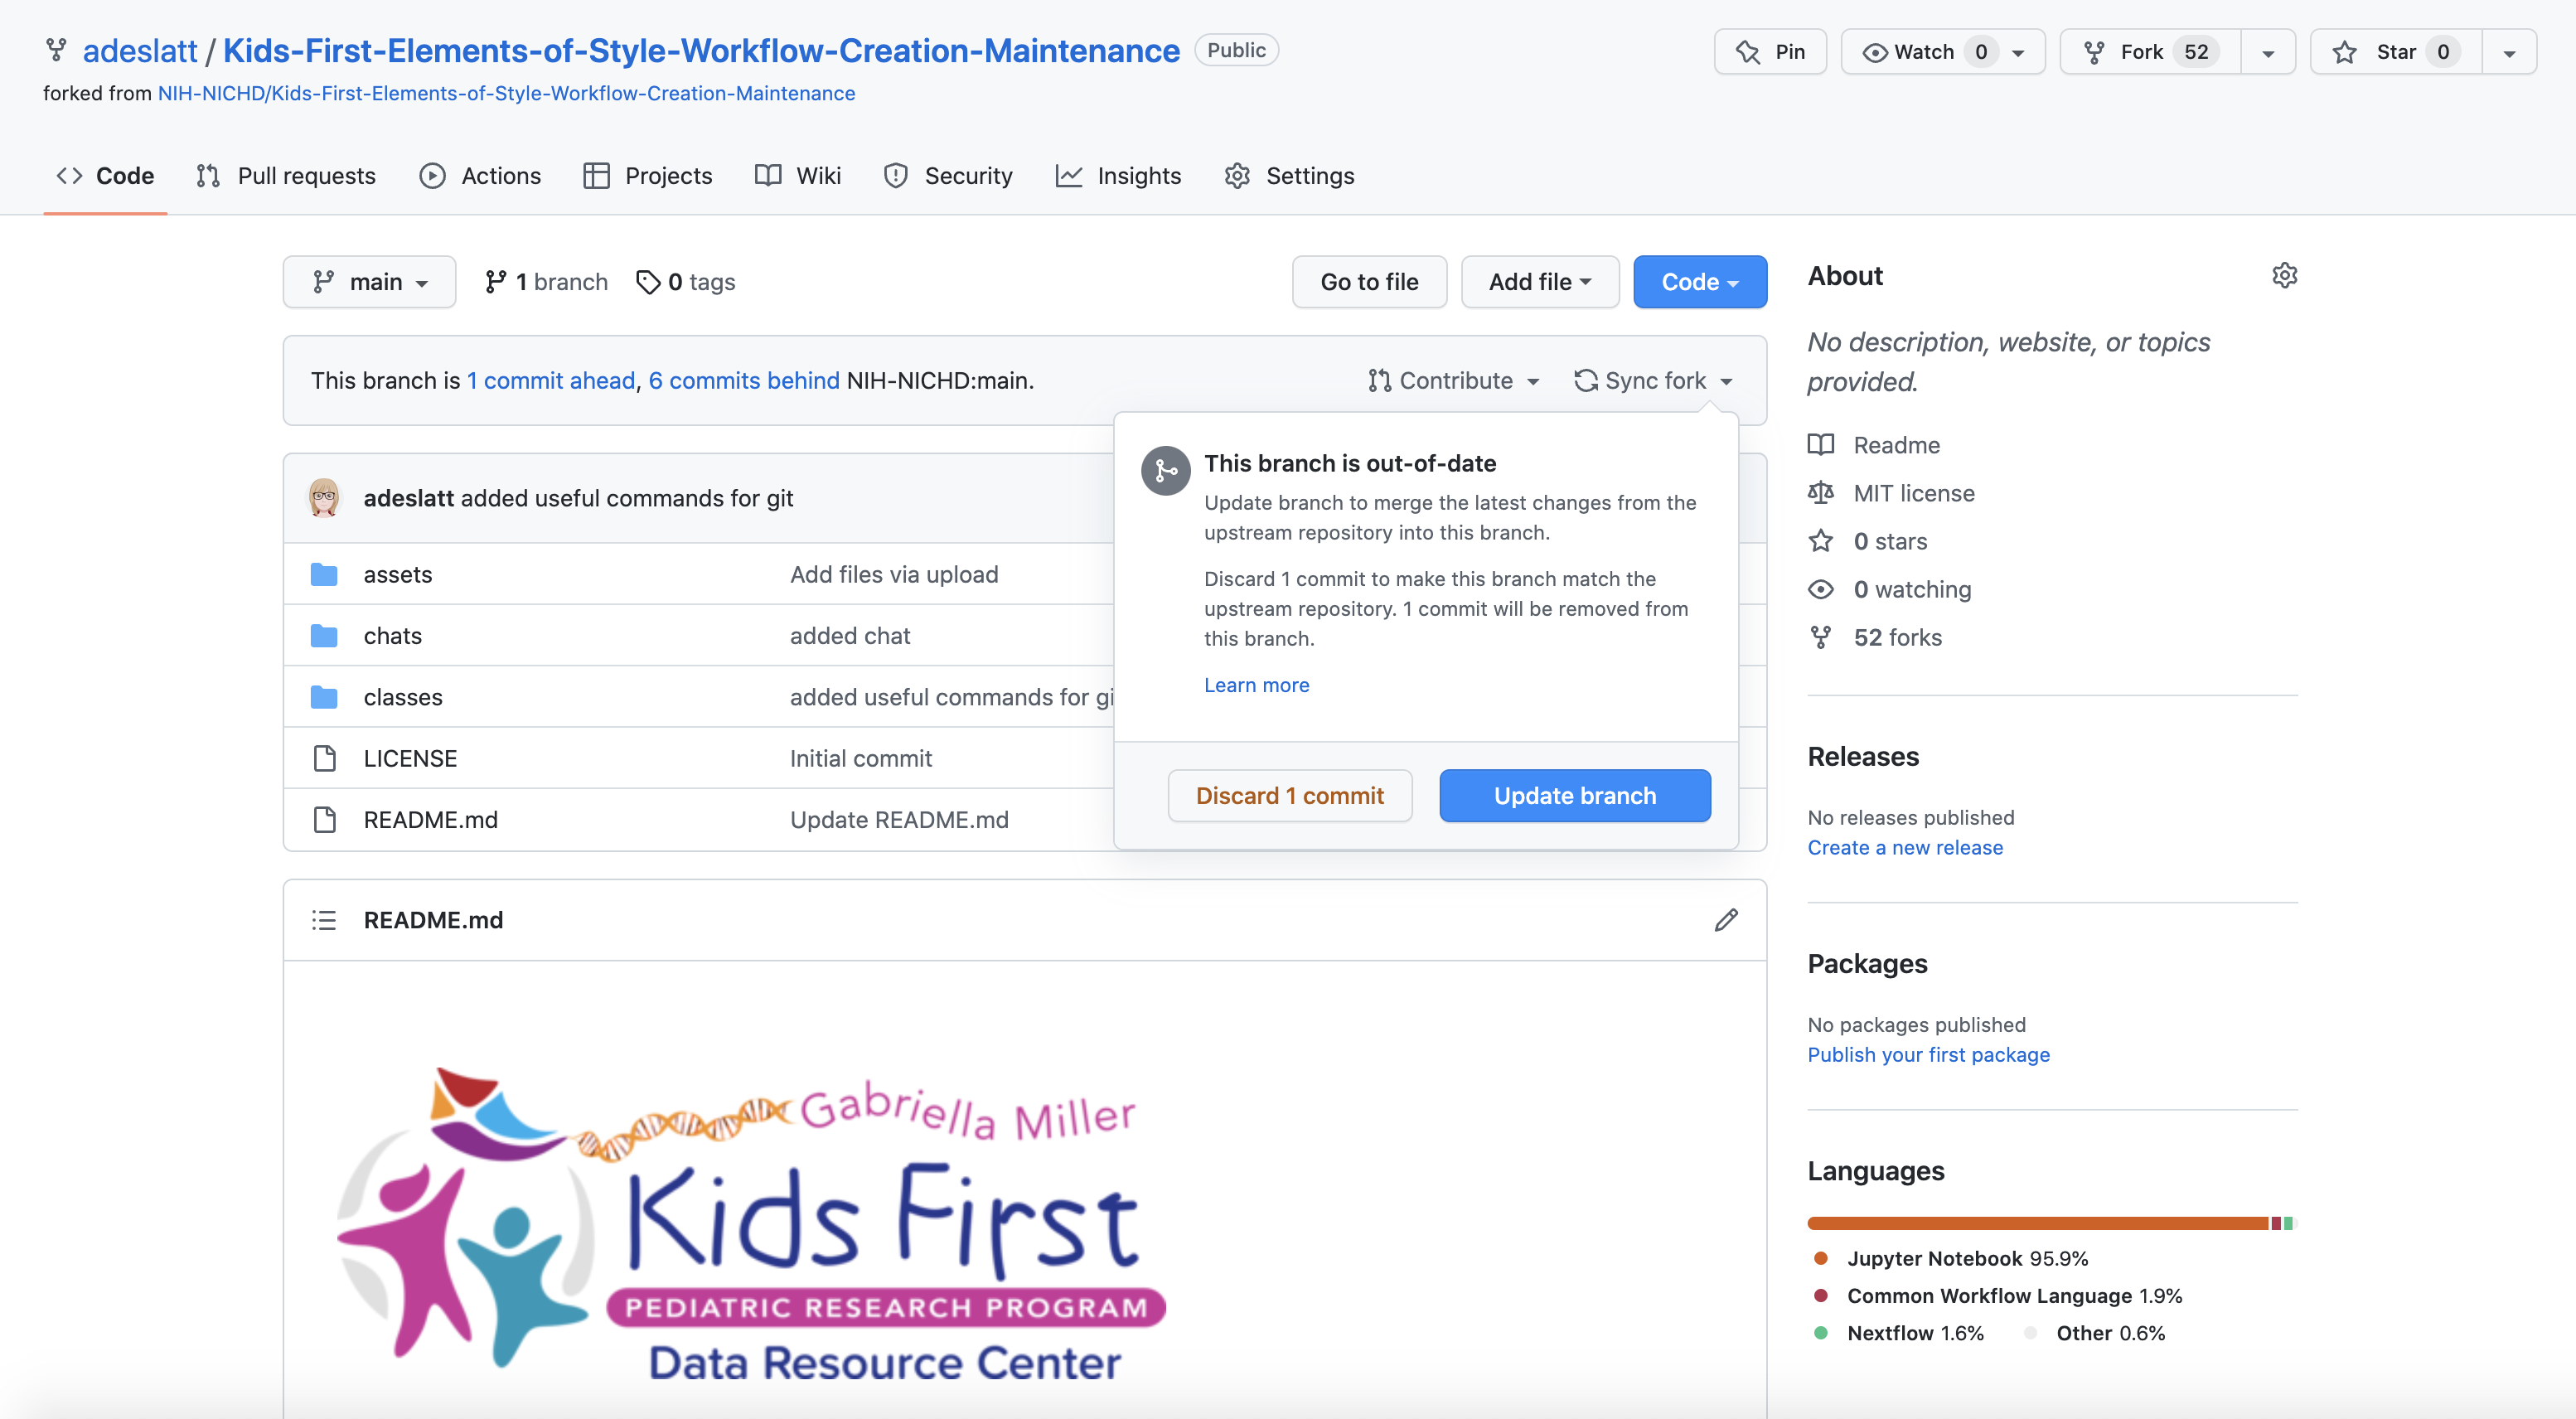 adeslatt / Kids-First-Elements-of-Style-Workflow-Creation-Maintenance Public
Pin
Watch 0
Fork 52
Star 0
forked from NIH-NICHD/Kids-First-Elements-of-Style-Workflow-Creation-Maintenance
Code
Pull requests
Actions
Projects
Wiki
Security
Insights
Settings
main
1 branch
0 tags
Go to file
Add file
Code
This branch is 1 commit ahead, 6 commits behind NIH-NICHD:main.
Contribute
Sync fork
This branch is out-of-date
Update branch to merge the latest changes from the
upstream repository into this branch.
Discard 1 commit to make this branch match the
upstream repository. 1 commit will be removed from
this branch.
Learn more
Discard 1 commit
Update branch
adeslatt added useful commands for git
assets Add files via upload
chats added chat
classes added useful commands for gi
LICENSE Initial commit
README.md Update README.md
README.md
Gabriella Miller
Kids First
PEDIATRIC RESEARCH PROGRAM
Data Resource Center
About
No description, website, or topics
provided.
Readme
MIT license
0 stars
0 watching
52 forks
Releases
No releases published
Create a new release
Packages
No packages published
Publish your first package
Languages
Jupyter Notebook 95.9%
Common Workflow Language 1.9%
Nextflow 1.6% Other 0.6%